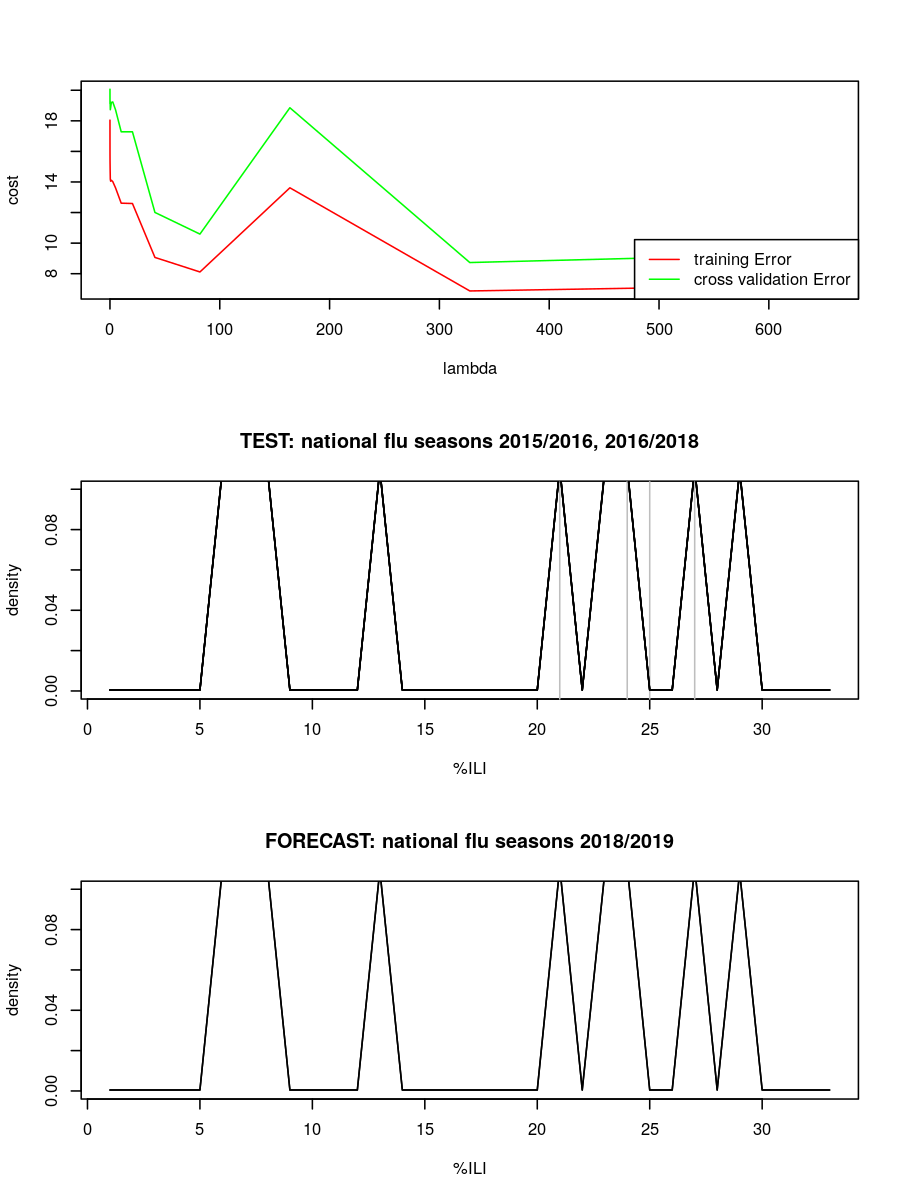 cost
18
14
10
8
training Error
cross validation Error
0 100 200 300 400 500 600
lambda
TEST: national flu seasons 2015/2016, 2016/2018
density
0.08
0.04
0.00
0 5 10 15 20 25 30
%ILI
FORECAST: national flu seasons 2018/2019
density
0.08
0.04
0.00
0 5 10 15 20 25 30
%ILI